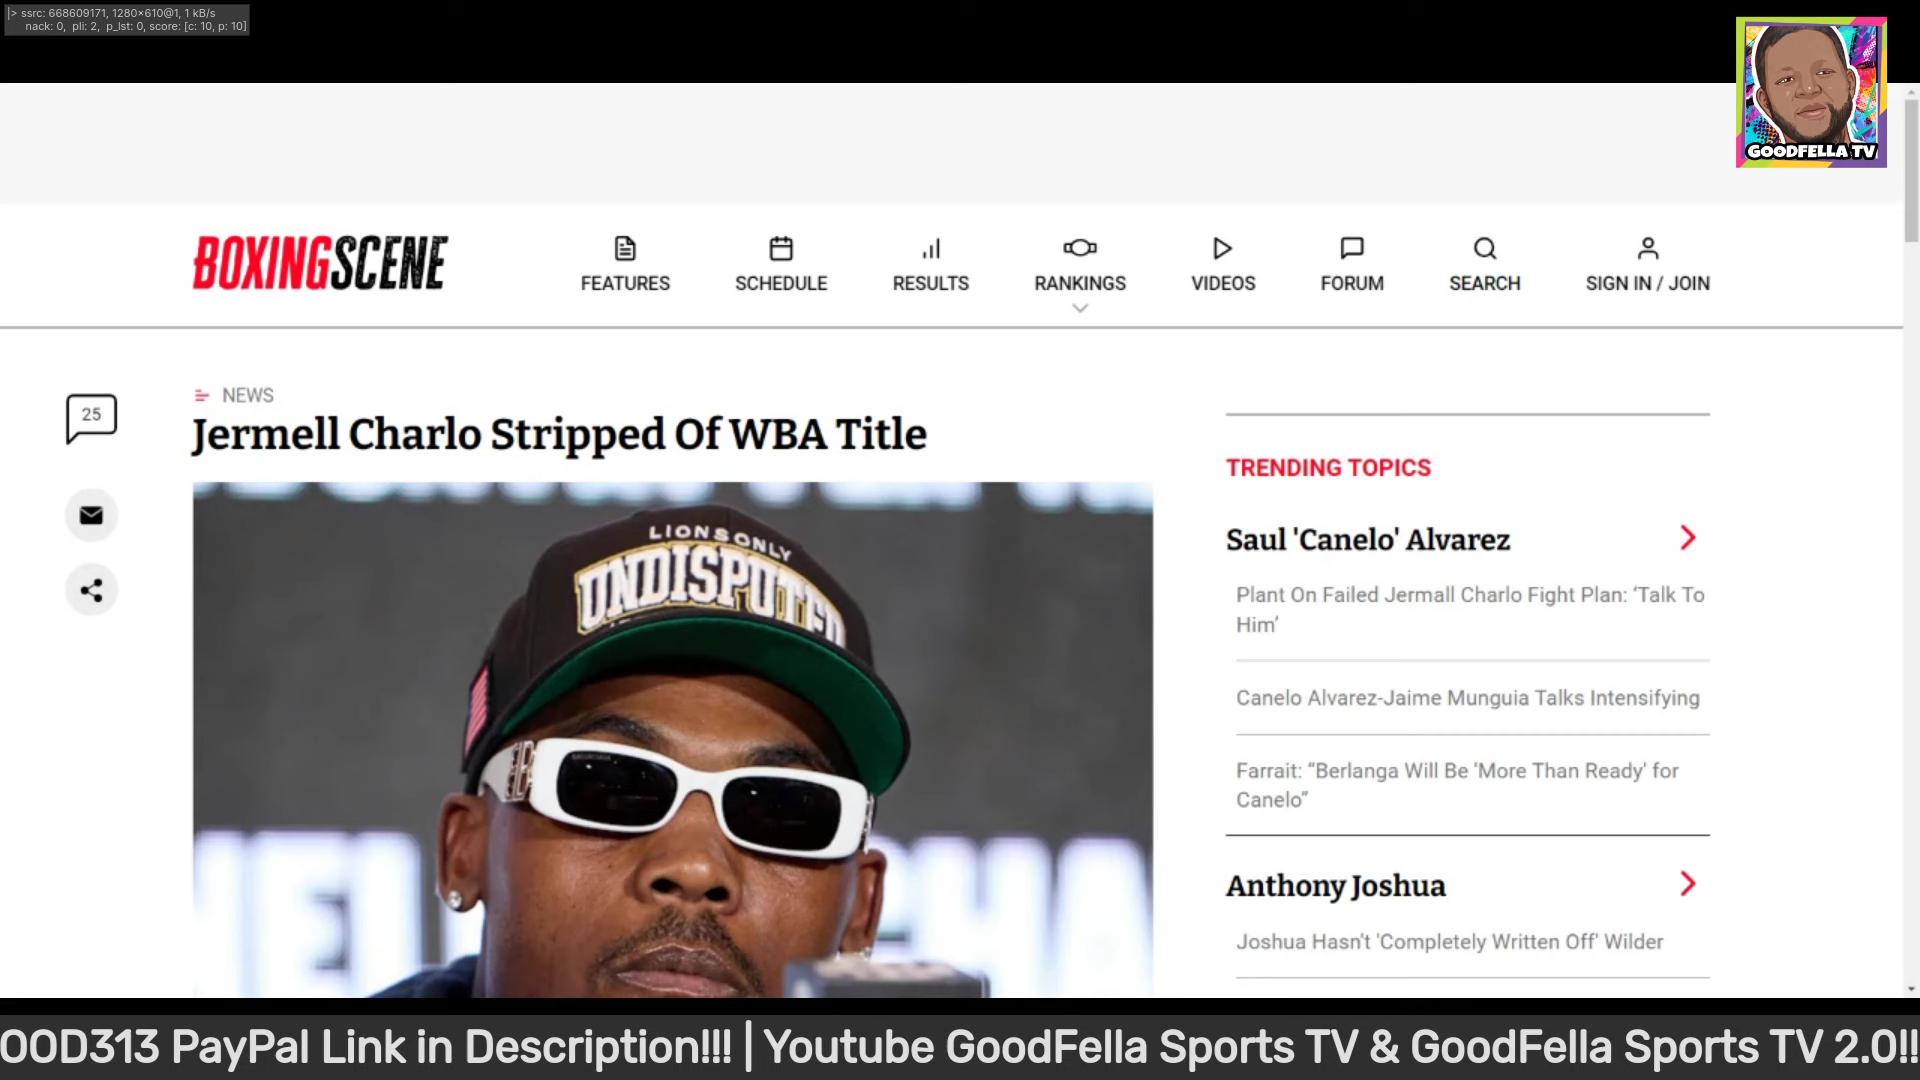 |> ssrc: 668609171, 1280×610@1, 1 kB/s
nack: 0, pli: 2, p_lst: 0, score: [c: 10, p: 10]
GOODFELLA TV
BOXINGSCENE
FEATURES
SCHEDULE
RESULTS
RANKINGS
VIDEOS
FORUM
SEARCH
SIGN IN / JOIN
25
NEWS
Jermell Charlo Stripped Of WBA Title
LIONSONLY
UNDISPUTED
TRENDING TOPICS
Saul 'Canelo' Alvarez
Plant On Failed Jermall Charlo Fight Plan: ‘Talk To
Him’
Canelo Alvarez-Jaime Munguia Talks Intensifying
Farrait: “Berlanga Will Be 'More Than Ready' for
Canelo”
Anthony Joshua
Joshua Hasn't 'Completely Written Off' Wilder
OOD313 PayPal Link in Description!!! | Youtube GoodFella Sports TV & GoodFella Sports TV 2.0!!